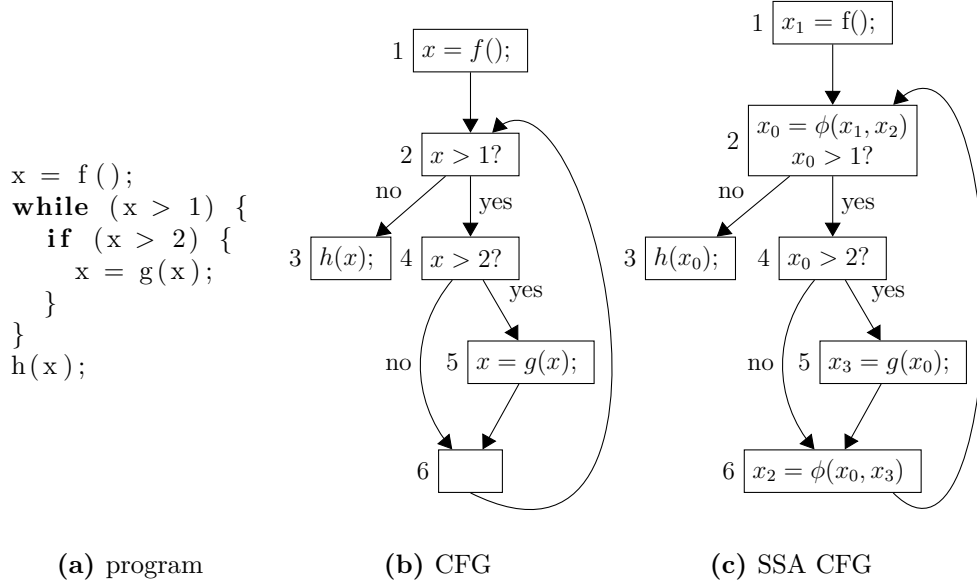 x = f();
while (x > 1) {
if (x > 2) {
x = g(x);
}
}
h(x);
(a) program
1 x = f();
2 x > 1?
no
yes
3 h(x);
4 x > 2?
yes
no
5 x = g(x);
6
(b) CFG
1 x₁ = f();
2 x₀ = ϕ(x₁, x₂)
x₀ > 1?
no
yes
3 h(x₀);
4 x₀ > 2?
yes
no
5 x₃ = g(x₀);
6 x₂ = ϕ(x₀, x₃)
(c) SSA CFG